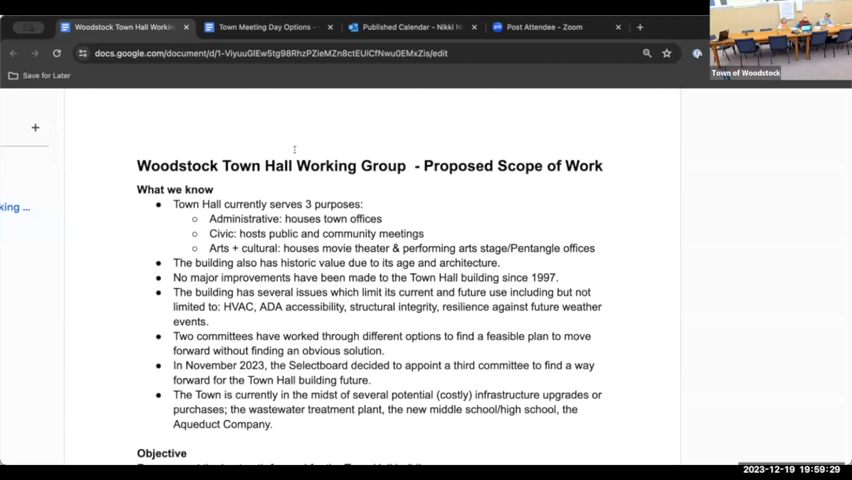 Woodstock Town Hall Workin
Town Meeting Day Options -
Published Calendar - Nikki N
Post Attendee - Zoom
docs.google.com/document/d/1-ViyuuGlEw5tg98RhzPZieMZn8ctEUiCfNwu0EMxZis/edit
Save for Later
Town of Woodstock
king ...
Woodstock Town Hall Working Group - Proposed Scope of Work
What we know
● Town Hall currently serves 3 purposes:
○ Administrative: houses town offices
○ Civic: hosts public and community meetings
○ Arts + cultural: houses movie theater & performing arts stage/Pentangle offices
● The building also has historic value due to its age and architecture.
● No major improvements have been made to the Town Hall building since 1997.
● The building has several issues which limit its current and future use including but not
limited to: HVAC, ADA accessibility, structural integrity, resilience against future weather
events.
● Two committees have worked through different options to find a feasible plan to move
forward without finding an obvious solution.
● In November 2023, the Selectboard decided to appoint a third committee to find a way
forward for the Town Hall building future.
● The Town is currently in the midst of several potential (costly) infrastructure upgrades or
purchases; the wastewater treatment plant, the new middle school/high school, the
Aqueduct Company.
Objective
2023-12-19 19:59:29